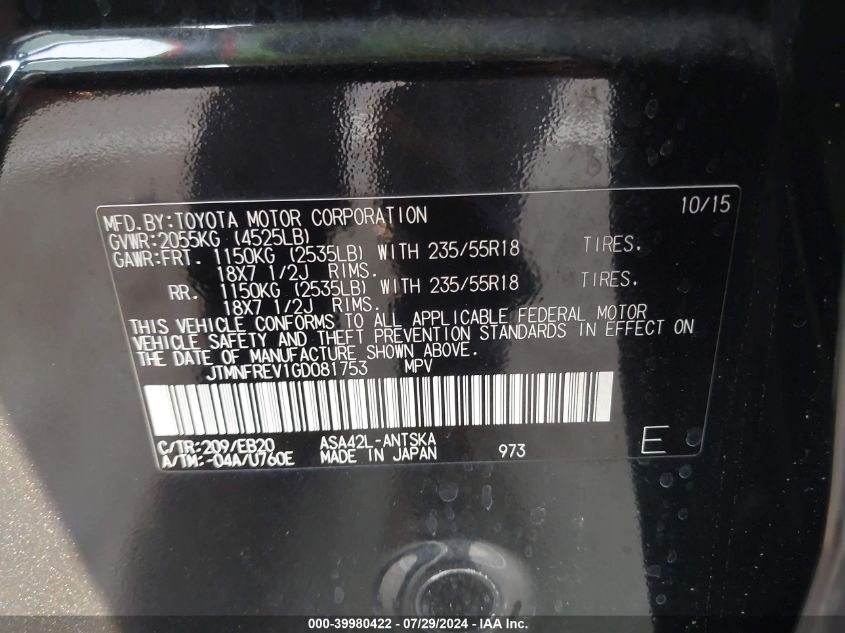 MFD.BY:TOYOTA MOTOR CORPORATION 10/15
GVWR:2055KG (4525LB)
GAWR:FRT. 1150KG (2535LB) WITH 235/55R18 TIRES.
18X7 1/2J RIMS.
RR. 1150KG (2535LB) WITH 235/55R18 TIRES.
18X7 1/2J RIMS.
THIS VEHICLE CONFORMS TO ALL APPLICABLE FEDERAL MOTOR
VEHICLE SAFETY AND THEFT PREVENTION STANDARDS IN EFFECT ON
THE DATE OF MANUFACTURE SHOWN ABOVE.
JTMNFREV1GD081753 MPV
C/TR:209/EB20 ASA42L-ANTSKA
A/TM:-04A/U760E MADE IN JAPAN 973 E
000-39980422 - 07/29/2024 - IAA Inc.